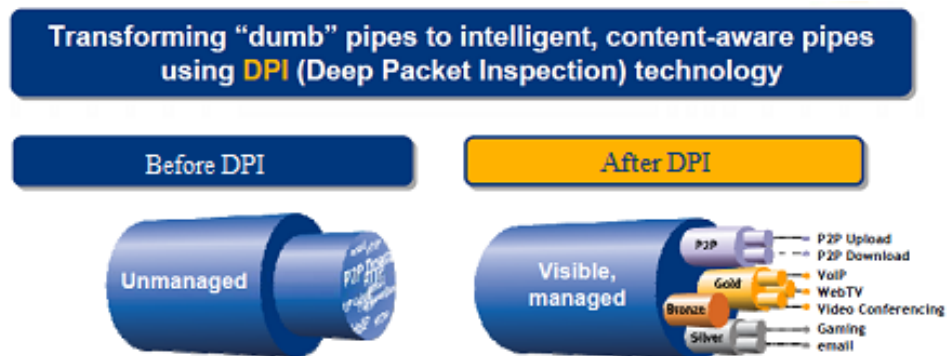 Transforming “dumb” pipes to intelligent, content-aware pipes
using DPI (Deep Packet Inspection) technology
Before DPI
After DPI
Unmanaged
P2P
Visible,
managed
P2P
Gold
Bronze
Silver
P2P Upload
P2P Download
VoIP
WebTV
Video Conferencing
Gaming
email